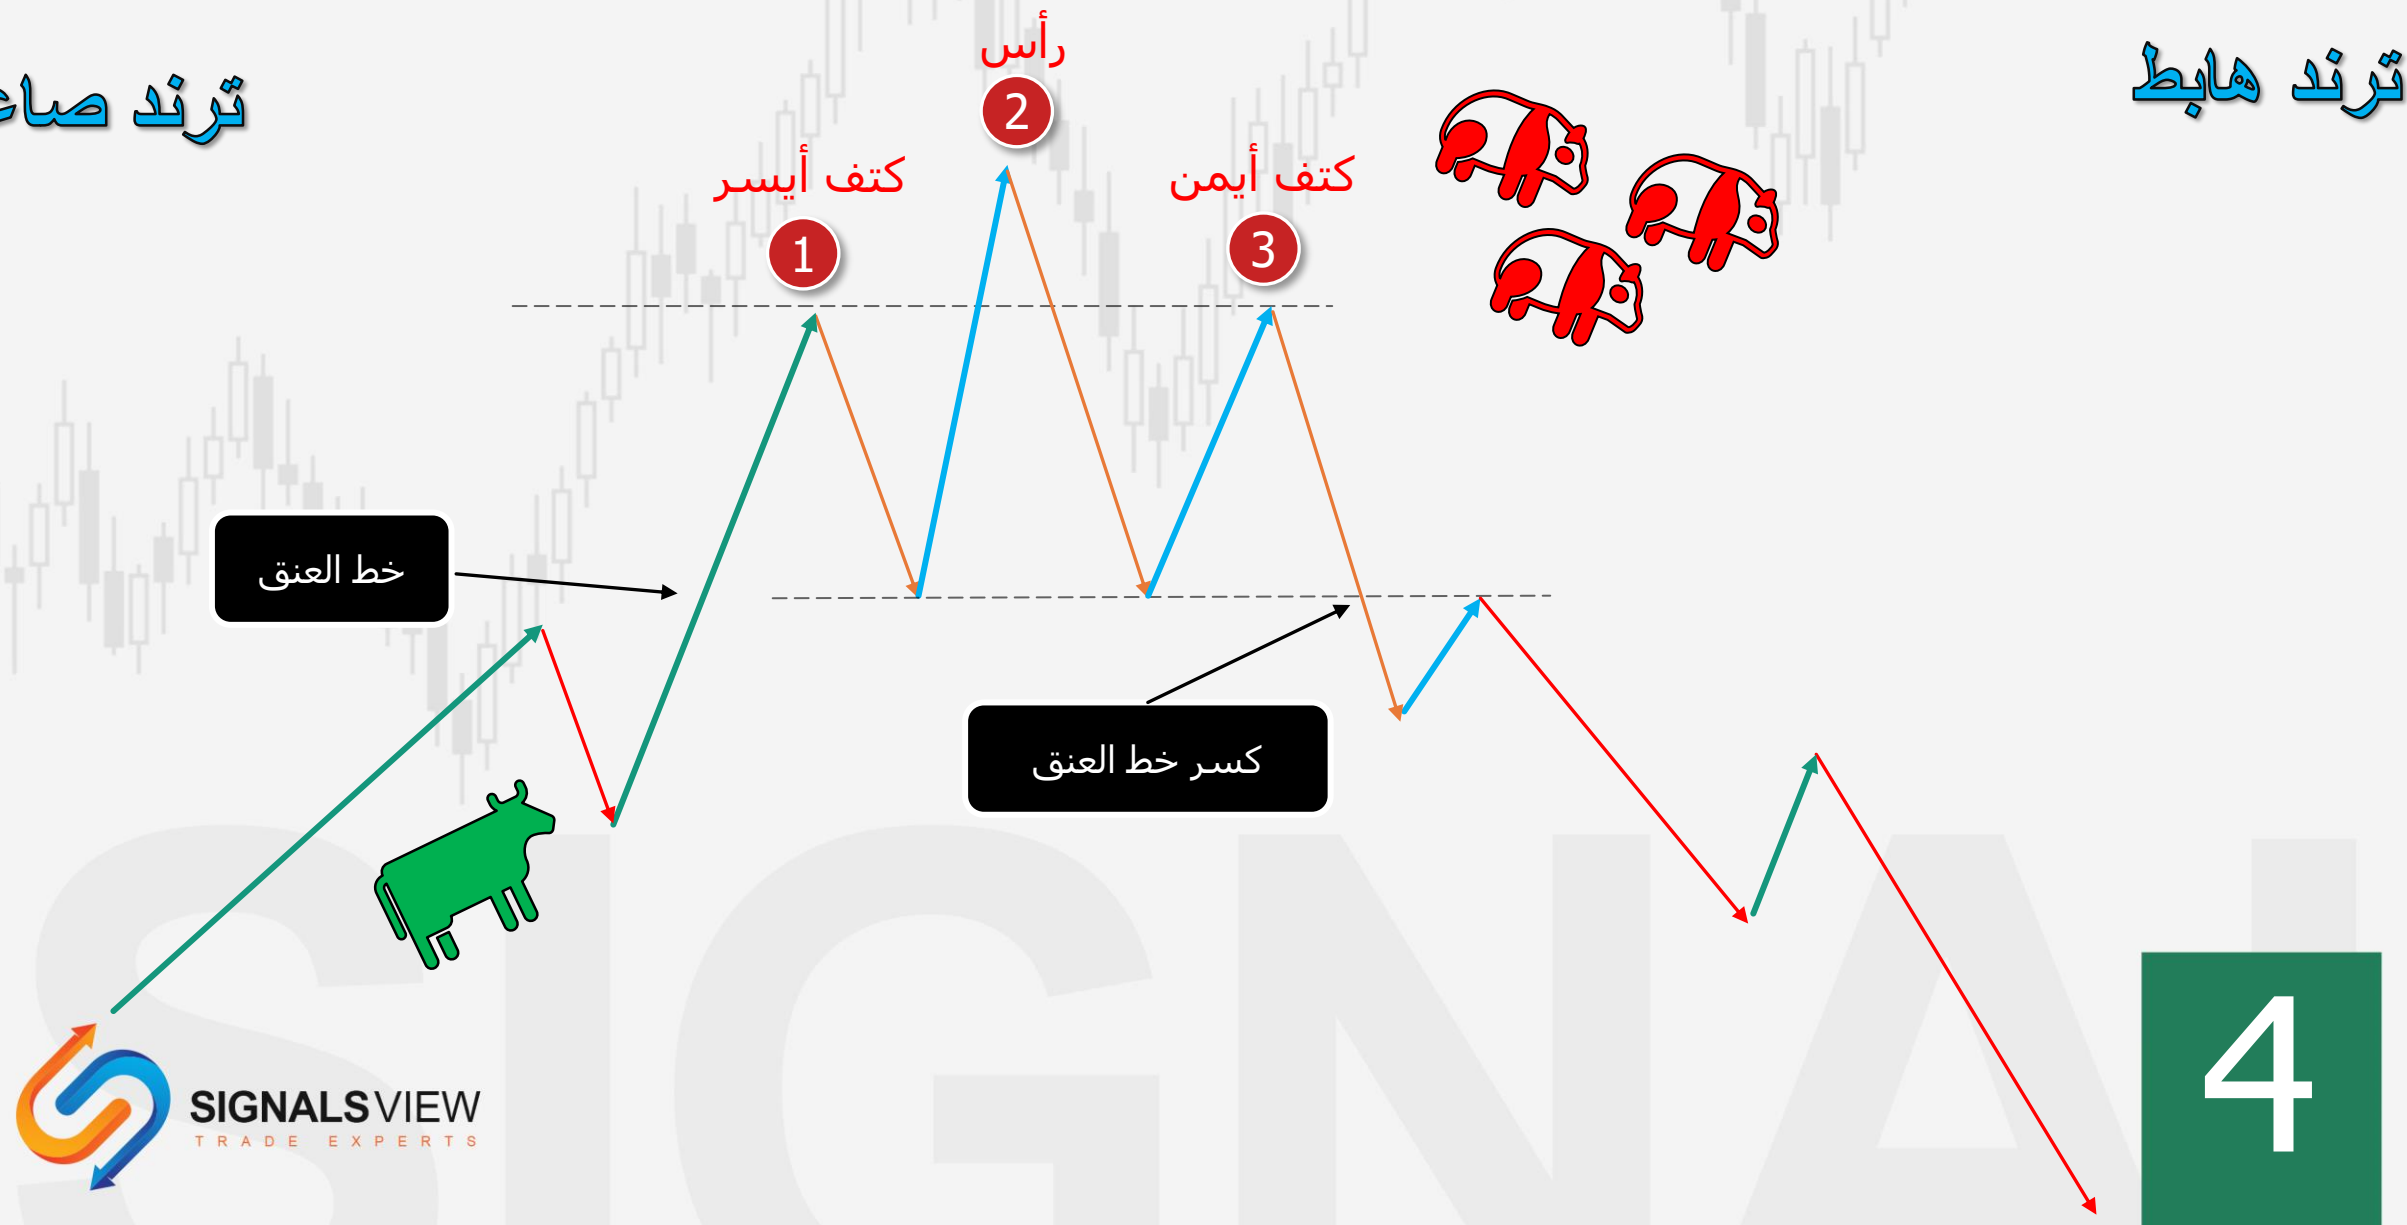 ترند هابط
ترند
رأس
2
كتف أيسر
كتف أيمن
1
3
خط العنق
كسر خط العنق
SIGNALSVIEW
TRADE EXPERTS
4
SIGNAL